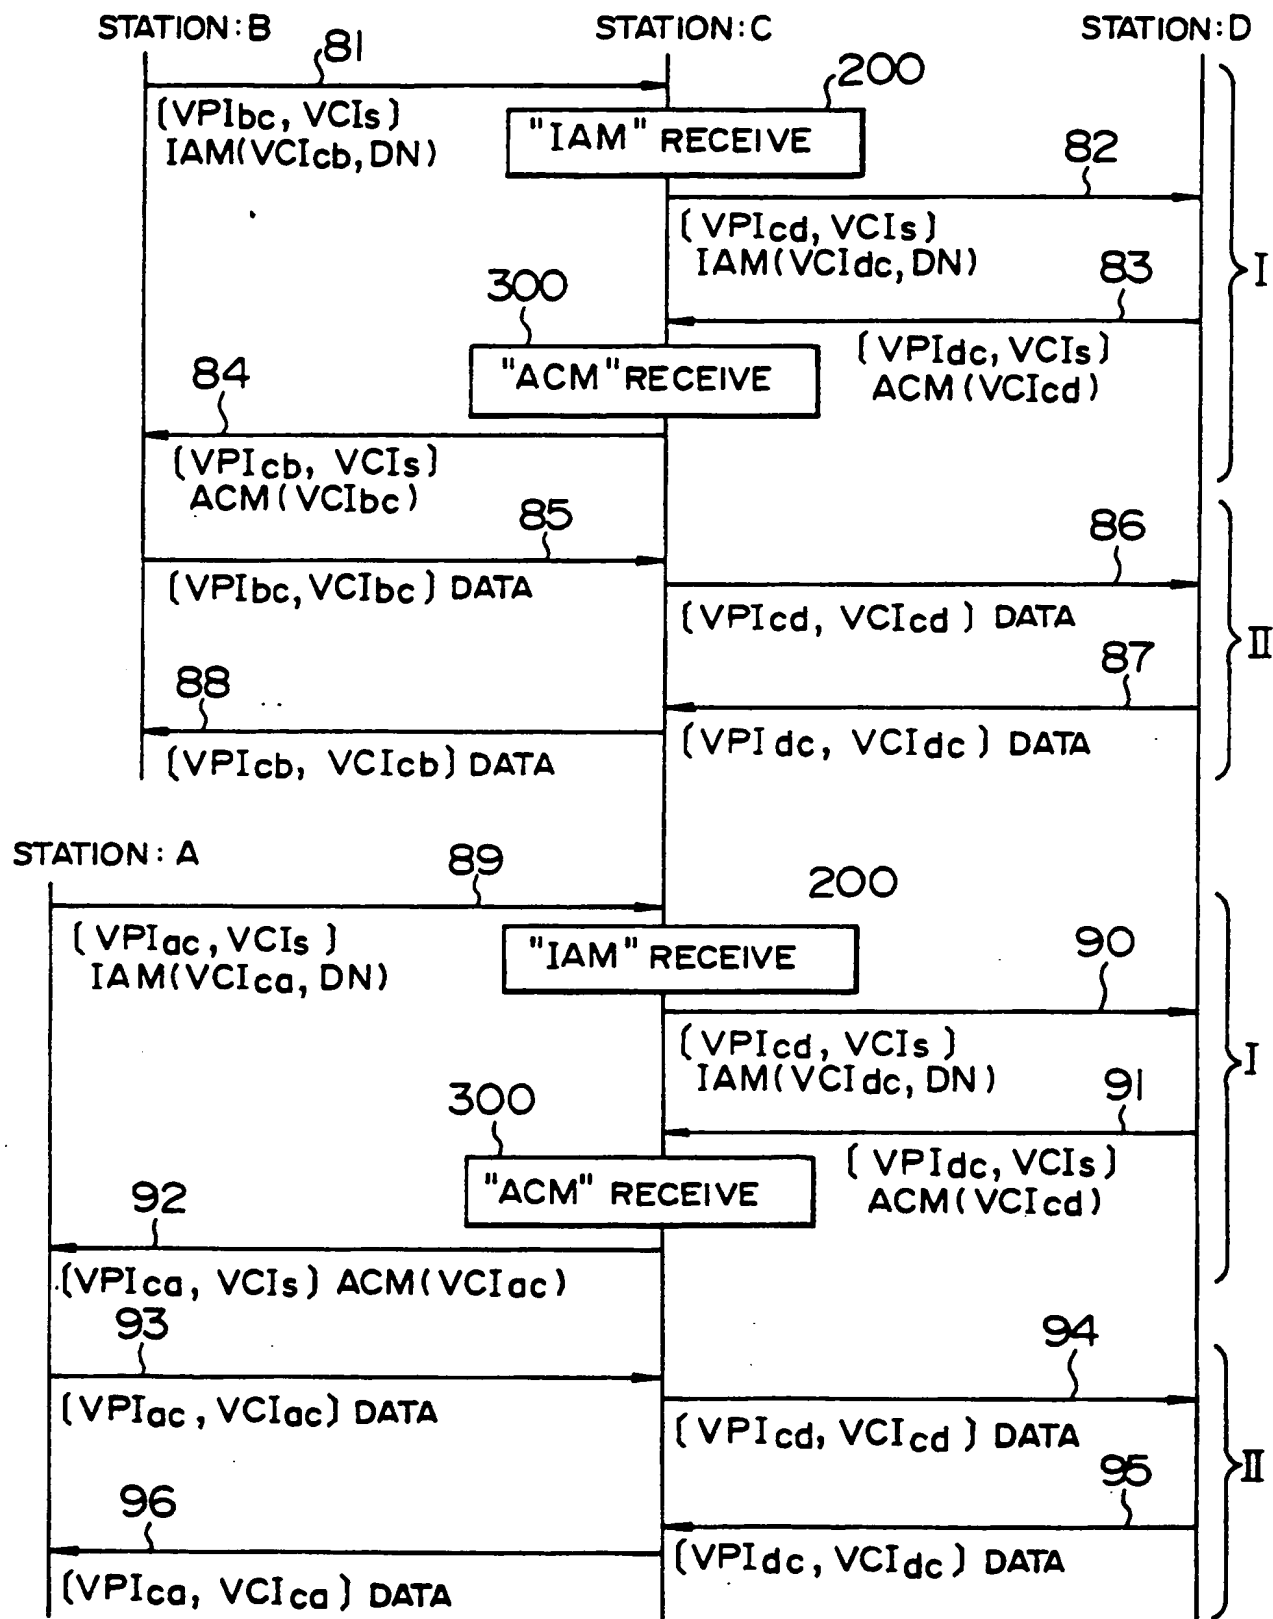 STATION:B STATION:C STATION:D
81
200
(VPIbc, VCIs)
IAM(VCIcb, DN)
"IAM" RECEIVE
82
(VPIcd, VCIs)
IAM(VCIdc, DN)
83
I
300
(VPIdc, VCIs)
ACM(VCIcd)
"ACM" RECEIVE
84
(VPIcb, VCIs)
ACM(VCIbc)
85
86
(VPIbc, VCIbc) DATA
(VPIcd, VCIcd) DATA
II
87
88
(VPIdc, VCIdc) DATA
(VPIcb, VCIcb) DATA
STATION: A
89
200
(VPIac, VCIs)
IAM(VCIca, DN)
"IAM" RECEIVE
90
(VPIcd, VCIs)
IAM(VCIdc, DN)
I
91
300
(VPIdc, VCIs)
ACM(VCIcd)
"ACM" RECEIVE
92
(VPIca, VCIs) ACM(VCIac)
93
94
(VPIac, VCIac) DATA
(VPIcd, VCIcd) DATA
II
95
96
(VPIdc, VCIdc) DATA
(VPIca, VCIca) DATA